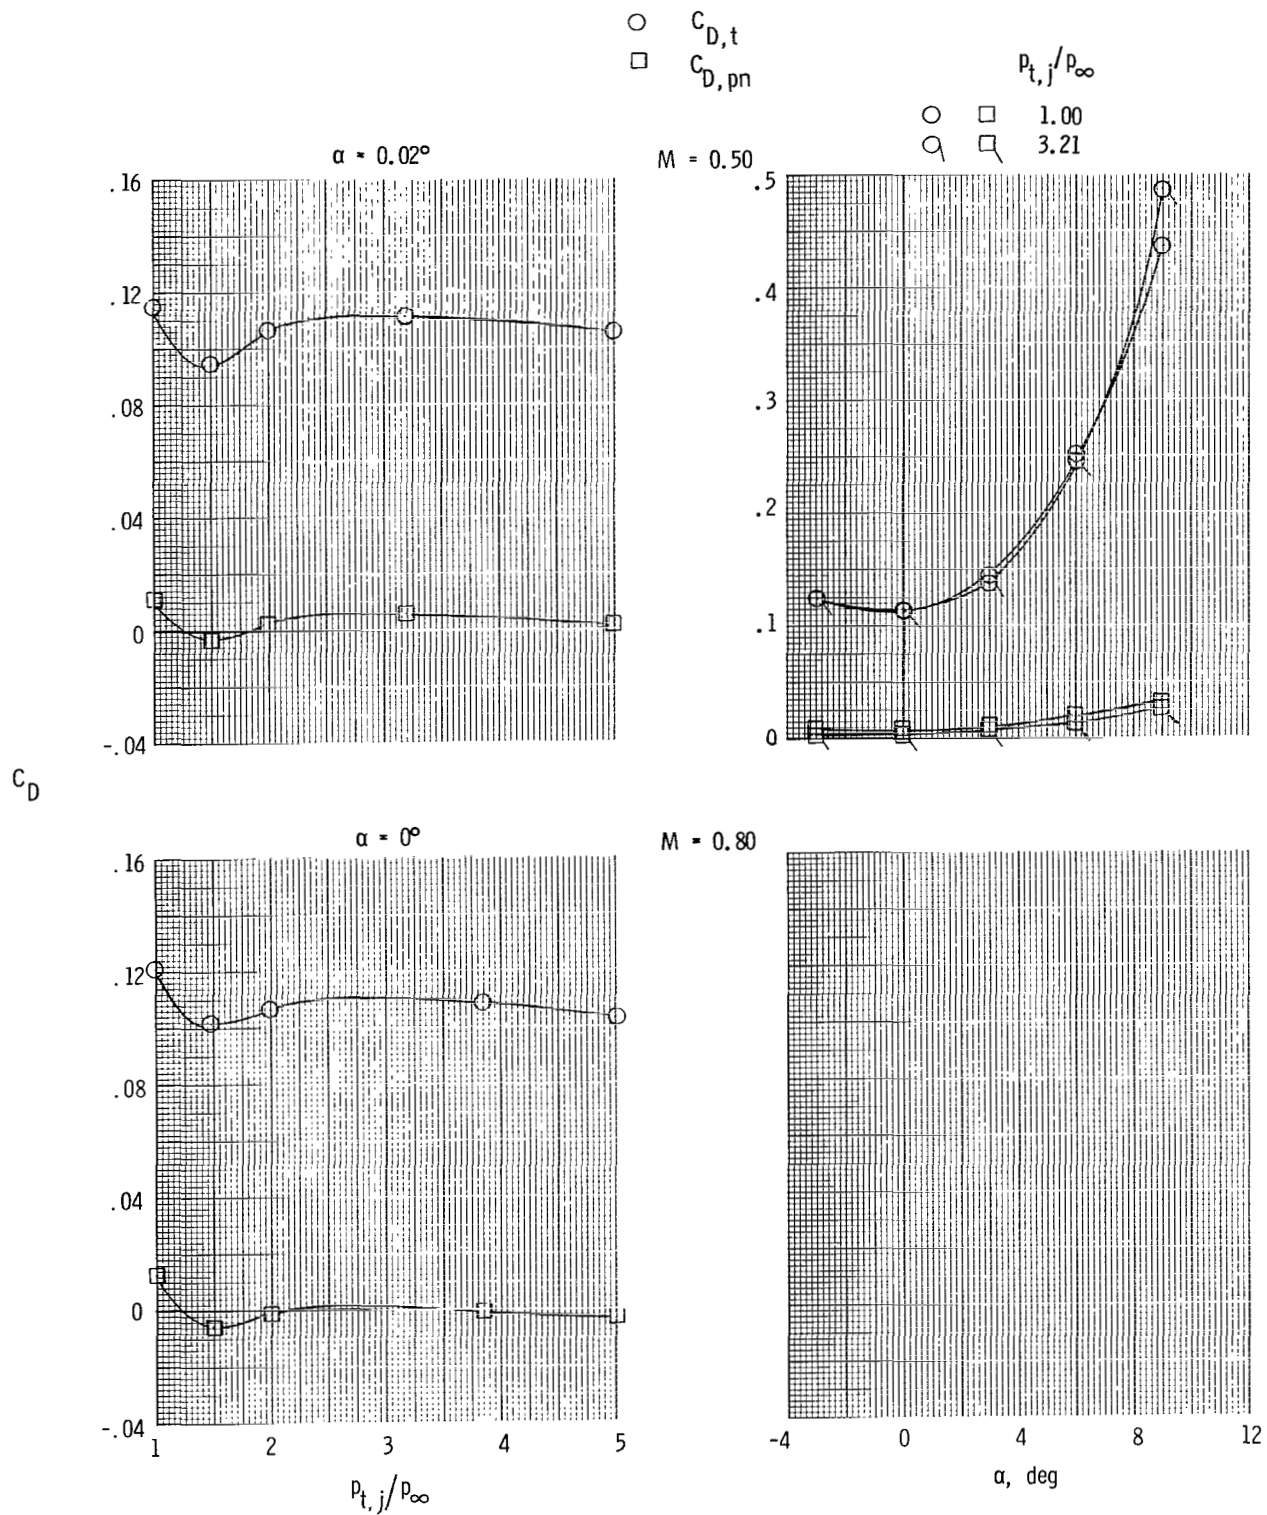 C_D,t
C_D,pn
p_t,j/p_∞
1.00
3.21
α = 0.02°
M = 0.50
.16
.12
.08
.04
0
-.04
.5
.4
.3
.2
.1
0
C_D
α = 0°
M = 0.80
.16
.12
.08
.04
0
-.04
1 2 3 4 5
p_t,j/p_∞
-4 0 4 8 12
α, deg